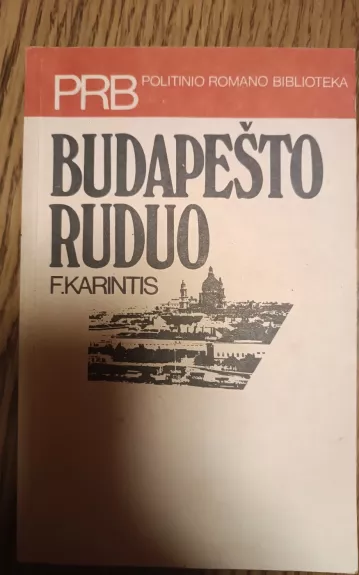 PRB POLITINIO ROMANO BIBLIOTEKA
BUDAPEŠTO
RUDUO
F.KARINTIS